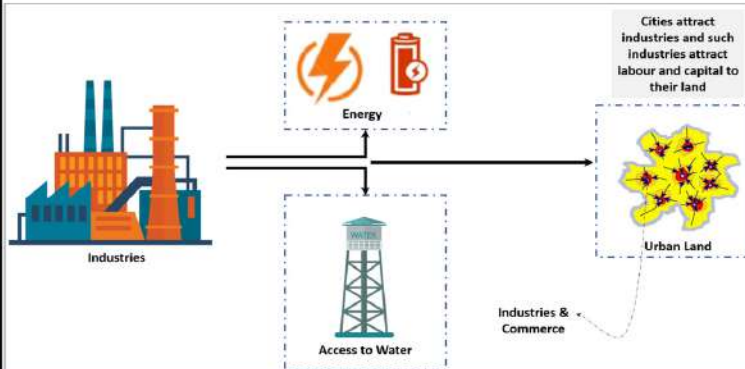 Cities attract
industries and such
industries attract
labour and capital to
their land
Energy
Industries
WATER
Urban Land
Industries &
Commerce
Access to Water